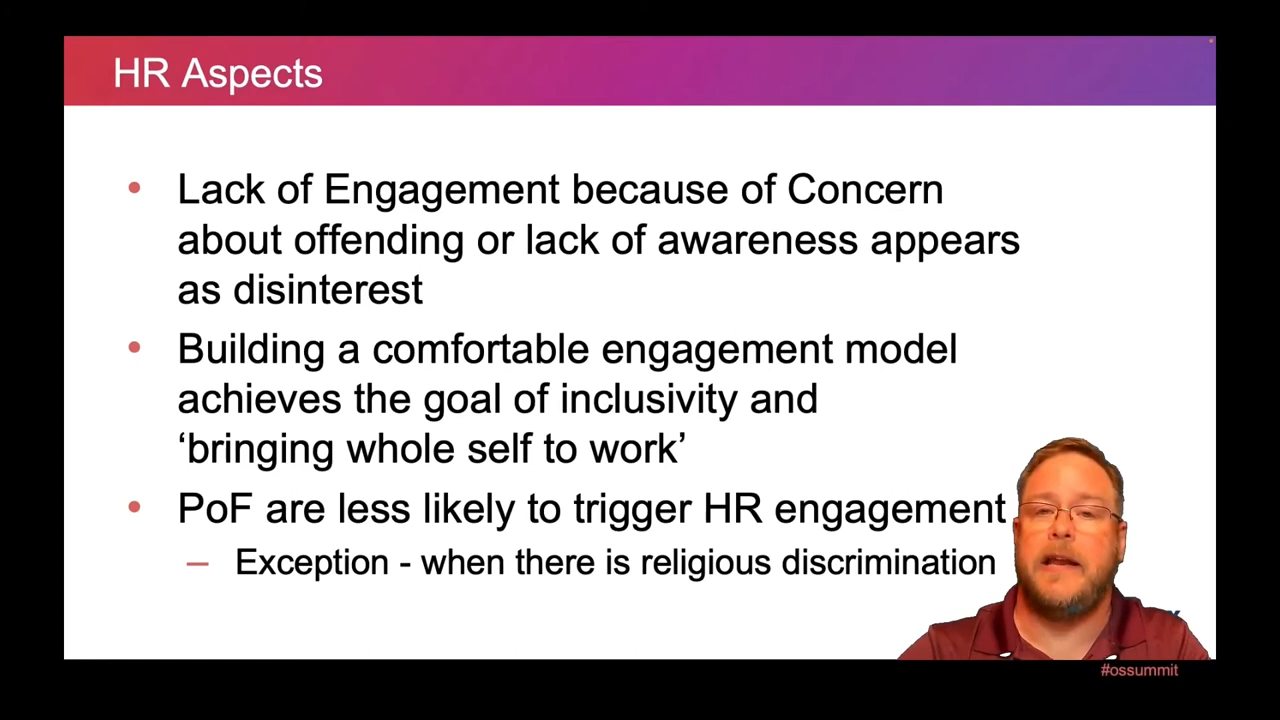 HR Aspects
• Lack of Engagement because of Concern
about offending or lack of awareness appears
as disinterest
• Building a comfortable engagement model
achieves the goal of inclusivity and
‘bringing whole self to work’
• PoF are less likely to trigger HR engagement
– Exception - when there is religious discrimination
#ossummit